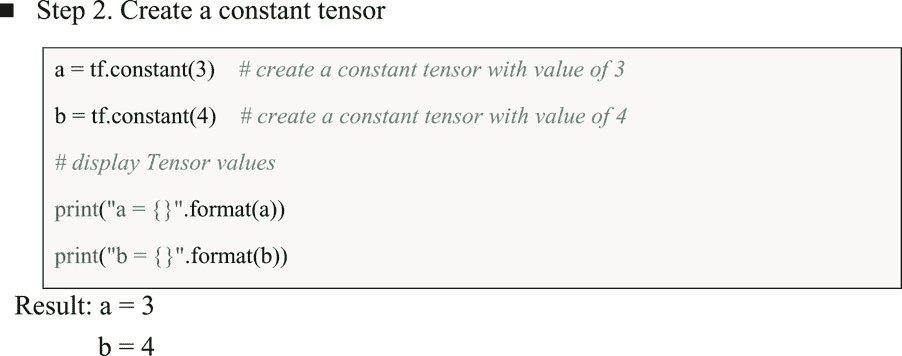 ■ Step 2. Create a constant tensor
a = tf.constant(3) # create a constant tensor with value of 3
b = tf.constant(4) # create a constant tensor with value of 4
# display Tensor values
print("a = {}".format(a))
print("b = {}".format(b))
Result: a = 3
b = 4